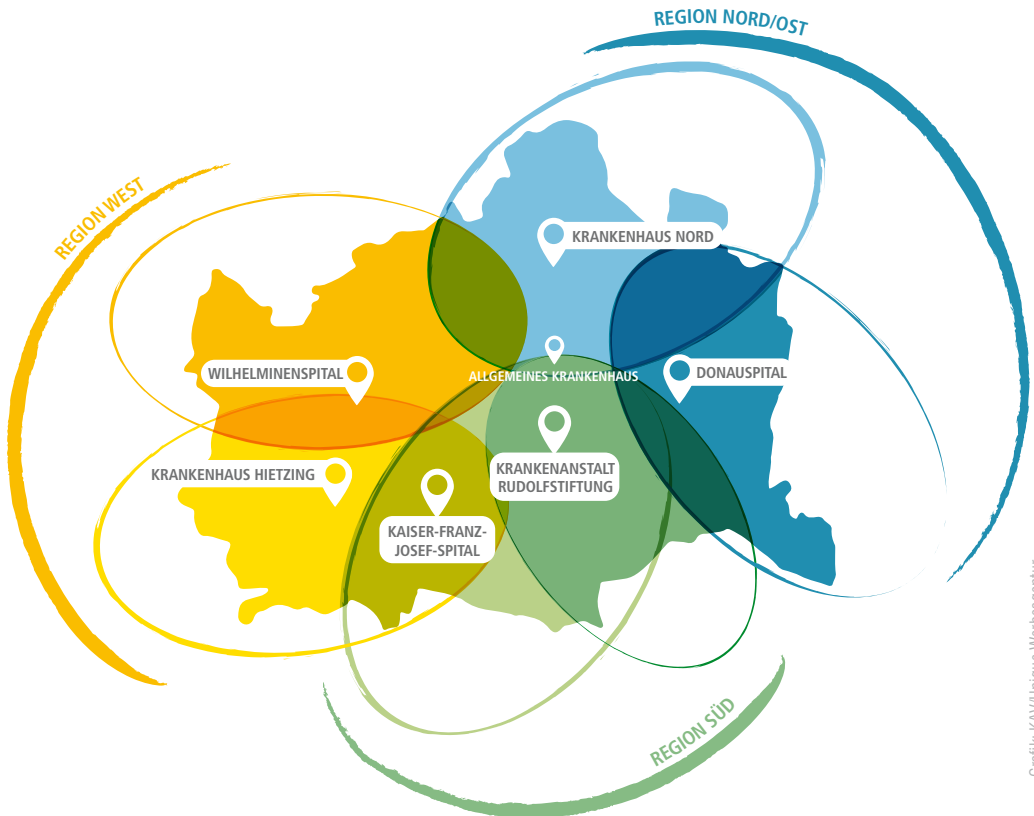 REGION NORD/OST
REGION WEST
KRANKENHAUS NORD
WILHELMINENSPITAL
ALLGEMEINES KRANKENHAUS
DONAUSPITAL
KRANKENHAUS HIETZING
KRANKENANSTALT
RUDOLFSTIFTUNG
KAISER-FRANZ-
JOSEF-SPITAL
REGION SÜD